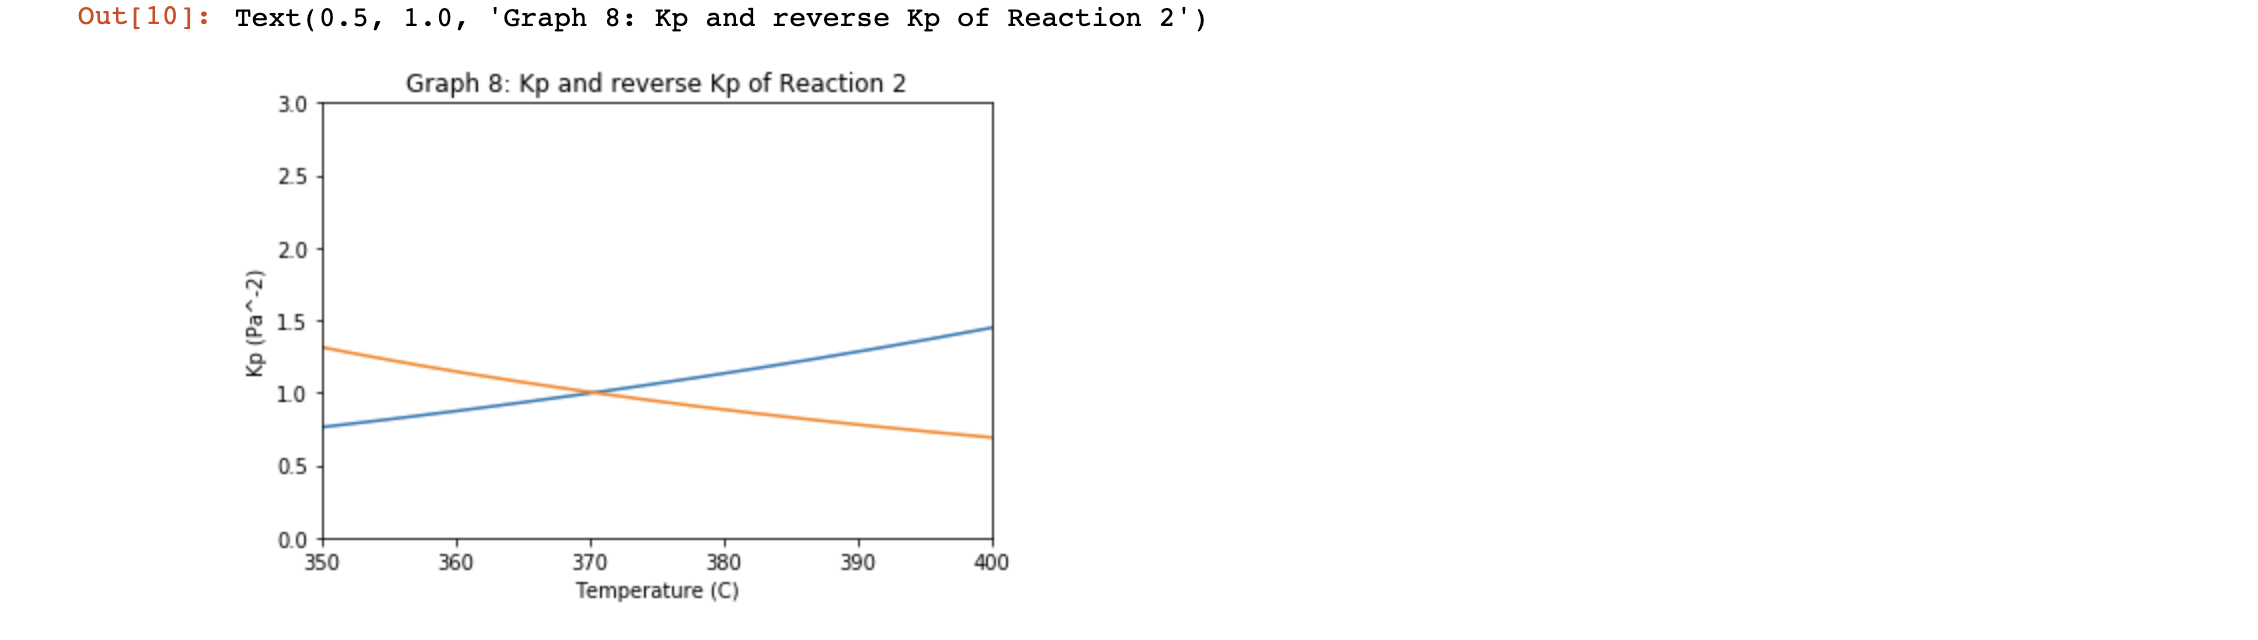 Out[10]: Text(0.5, 1.0, 'Graph 8: Kp and reverse Kp of Reaction 2')
Graph 8: Kp and reverse Kp of Reaction 2
3.0
2.5
2.0
1.5
1.0
0.5
0.0
Kp (Pa^-2)
350 360 370 380 390 400
Temperature (C)